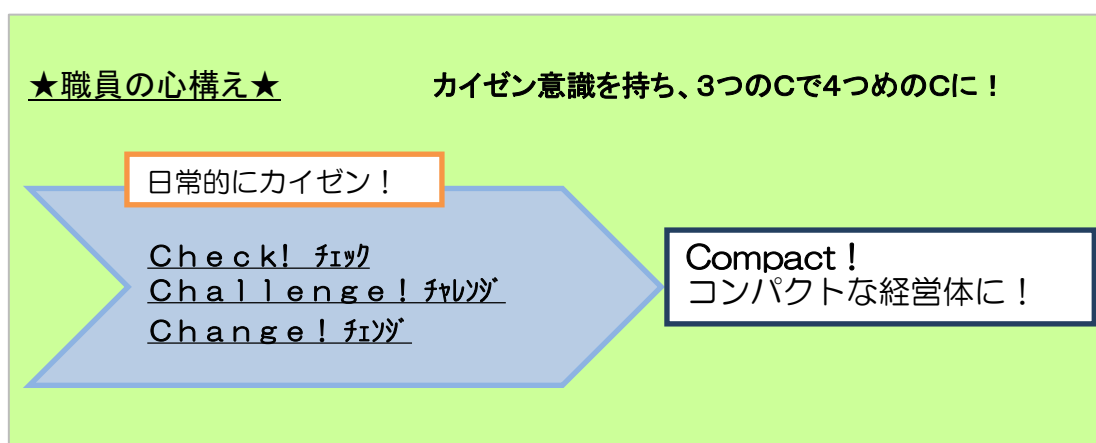 ★職員の心構え★ カイゼン意識を持ち、3つのCで4つめのCに！
日常的にカイゼン！
Ｃｈｅｃｋ! ﾁｪｯｸ
Ｃｈａｌｌｅｎｇｅ！ﾁｬﾚﾝｼﾞ
Ｃｈａｎｇｅ！ﾁｪﾝｼﾞ
Compact！
コンパクトな経営体に！